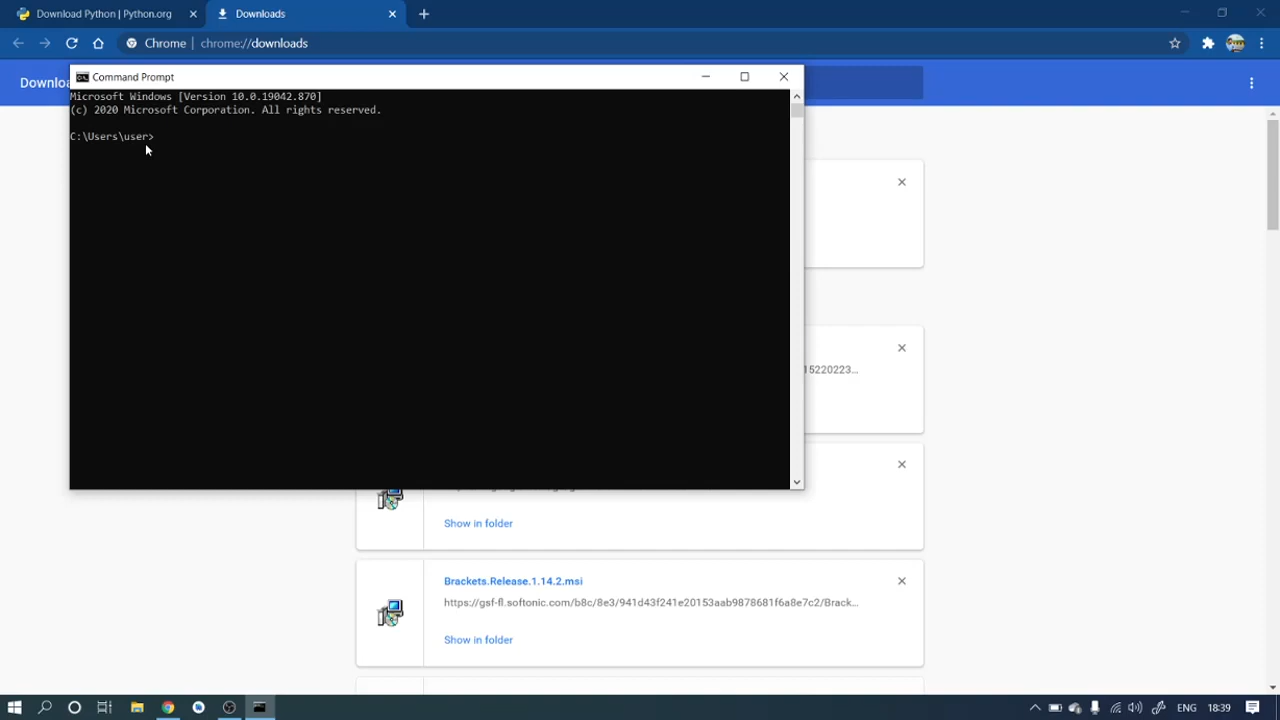 Download Python | Python.org
Downloads
Chrome
chrome://downloads
Downloa
Command Prompt
Microsoft Windows [Version 10.0.19042.870]
(c) 2020 Microsoft Corporation. All rights reserved.
C:\Users\user>
15220223...
Show in folder
Brackets.Release.1.14.2.msi
https://gsf-fl.softonic.com/b8c/8e3/941d43f241e20153aab9878681f6a8e7c2/Brack...
Show in folder
ENG
18:39